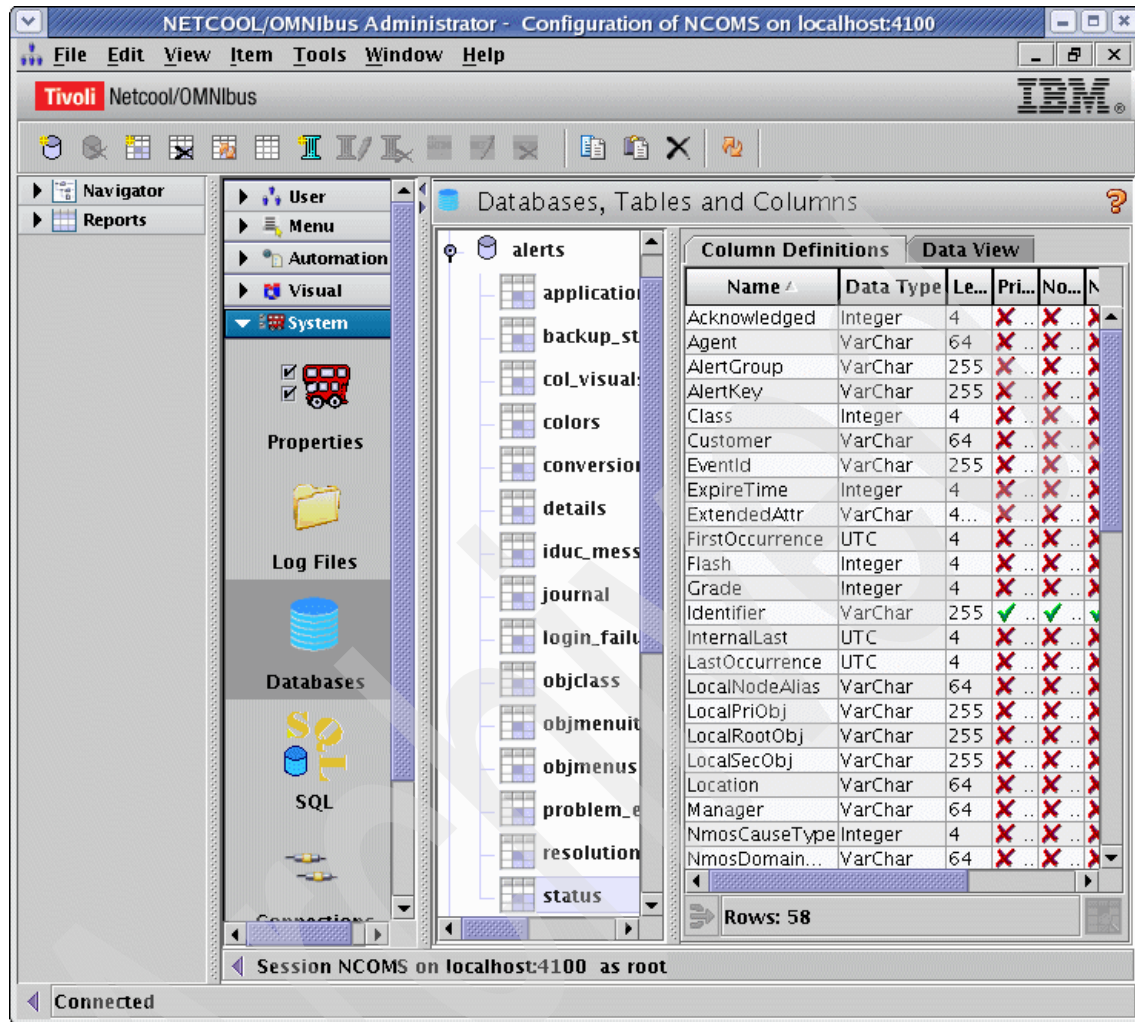 NETCOOL/OMNIbus Administrator - Configuration of NCOMS on localhost:4100
File Edit View Item Tools Window Help
Tivoli Netcool/OMNIbus
IBM®
Navigator
Reports
User
Menu
Automation
Visual
System
Properties
Log Files
Databases
SQL
Connections
Databases, Tables and Columns
alerts
application
backup_st
col_visuals
colors
conversion
details
iduc_mess
journal
login_failu
objclass
objmenuit
objmenus
problem_e
resolution
status
Column Definitions Data View
Name Data Type Le... Pri... No... N
Acknowledged Integer 4
Agent VarChar 64
AlertGroup VarChar 255
AlertKey VarChar 255
Class Integer 4
Customer VarChar 64
EventId VarChar 255
ExpireTime Integer 4
ExtendedAttr VarChar 4...
FirstOccurrence UTC 4
Flash Integer 4
Grade Integer 4
Identifier VarChar 255
InternalLast UTC 4
LastOccurrence UTC 4
LocalNodeAlias VarChar 64
LocalPriObj VarChar 255
LocalRootObj VarChar 255
LocalSecObj VarChar 255
Location VarChar 64
Manager VarChar 64
NmosCauseType Integer 4
NmosDomain... VarChar 64
Rows: 58
Session NCOMS on localhost:4100 as root
Connected